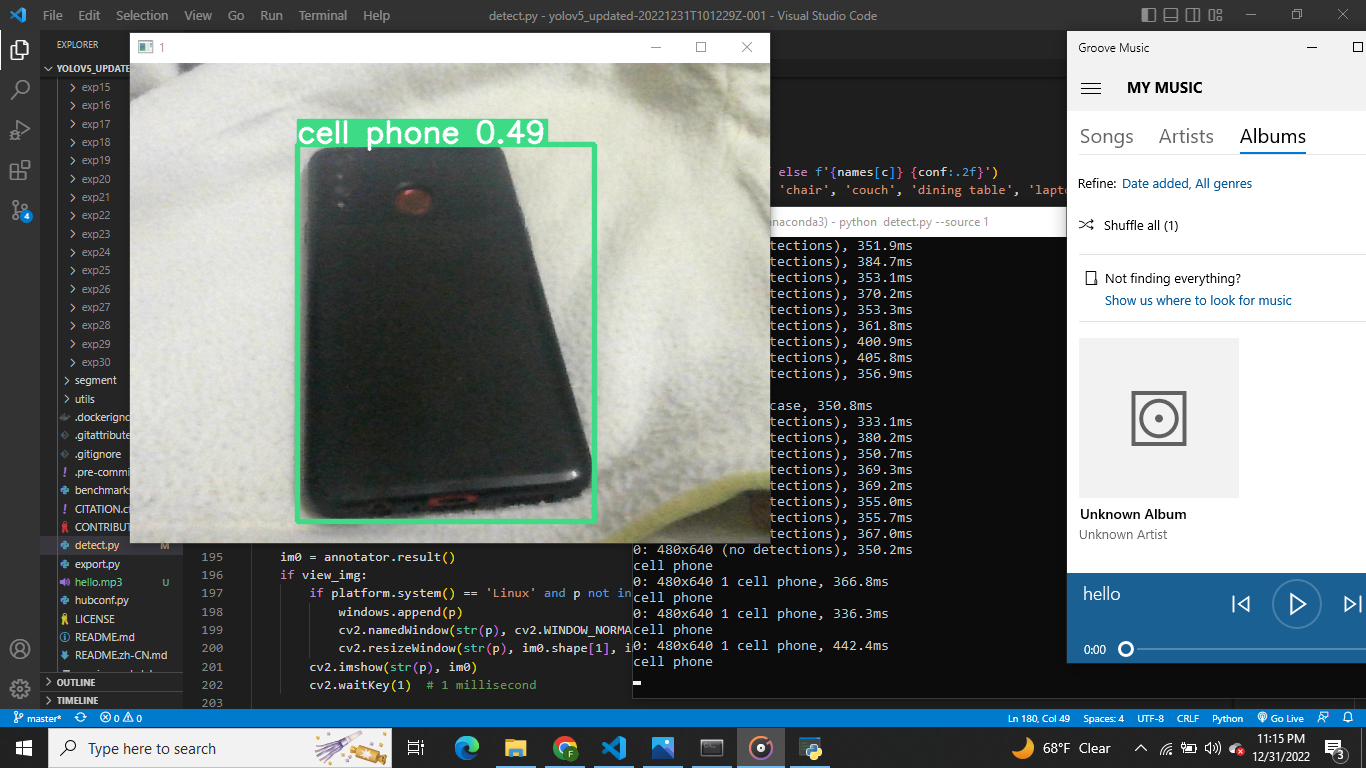 File Edit Selection View Go Run Terminal Help
detect.py - yolov5_updated-20221231T101229Z-001 - Visual Studio Code
EXPLORER
YOLOV5_UPDATE
exp15
exp16
exp17
exp18
exp19
exp20
exp21
exp22
exp23
exp24
exp25
exp26
exp27
exp28
exp29
exp30
segment
utils
.dockerigno
.gitattribute
.gitignore
.pre-commi
benchmark
CITATION.c
CONTRIBUT
detect.py M
export.py
hello.mp3 U
hubconf.py
LICENSE
README.md
README.zh-CN.md
OUTLINE
TIMELINE
1
cell phone 0.49
else f'{names[c]} {conf:.2f}')
'chair', 'couch', 'dining table', 'lapt
naconda3) - python detect.py --source 1
tections), 351.9ms
tections), 384.7ms
tections), 353.1ms
tections), 370.2ms
tections), 353.3ms
tections), 361.8ms
tections), 400.9ms
tections), 405.8ms
tections), 356.9ms
case, 350.8ms
tections), 333.1ms
tections), 380.2ms
tections), 350.7ms
tections), 369.3ms
tections), 369.2ms
tections), 355.0ms
tections), 355.7ms
tections), 367.0ms
0: 480x640 (no detections), 350.2ms
cell phone
0: 480x640 1 cell phone, 366.8ms
cell phone
0: 480x640 1 cell phone, 336.3ms
cell phone
0: 480x640 1 cell phone, 442.4ms
cell phone
195 im0 = annotator.result()
196 if view_img:
197 if platform.system() == 'Linux' and p not in
198 windows.append(p)
199 cv2.namedWindow(str(p), cv2.WINDOW_NORMA
200 cv2.resizeWindow(str(p), im0.shape[1], i
201 cv2.imshow(str(p), im0)
202 cv2.waitKey(1) # 1 millisecond
203
Groove Music
MY MUSIC
Songs Artists Albums
Refine: Date added, All genres
Shuffle all (1)
Not finding everything?
Show us where to look for music
Unknown Album
Unknown Artist
hello
0:00
master* 0 0
Ln 180, Col 49 Spaces: 4 UTF-8 CRLF Python Go Live
4
Type here to search
68°F Clear
11:15 PM
12/31/2022
3